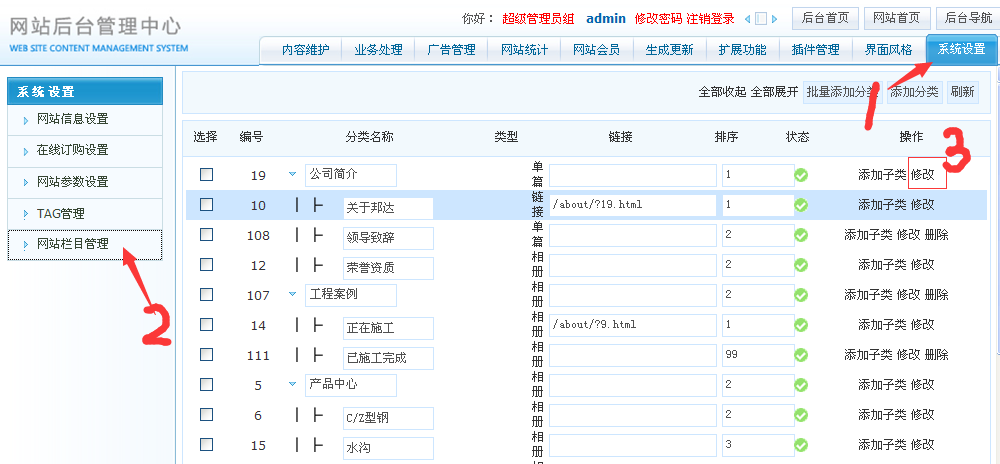 网站后台管理中心
WEB SITE CONTENT MANAGEMENT SYSTEM
你好： 超级管理员组 admin 修改密码 注销登录
后台首页 网站首页 后台导航
内容维护 业务处理 广告管理 网站统计 网站会员 生成更新 扩展功能 插件管理 界面风格 系统设置
1
系统设置
网站信息设置
在线订购设置
网站参数设置
TAG管理
网站栏目管理
2
全部收起 全部展开 批量添加分类 添加分类 刷新
选择 编号 分类名称 类型 链接 排序 状态 操作
3
19 公司简介 单篇 1 添加子类 修改
10 关于邦达 链接 /about/?19.html 1 添加子类 修改
108 领导致辞 单篇 2 添加子类 修改 删除
12 荣誉资质 相册 2 添加子类 修改
107 工程案例 相册 2 添加子类 修改 删除
14 正在施工 相册 /about/?9.html 1 添加子类 修改
111 已施工完成 相册 99 添加子类 修改 删除
5 产品中心 相册 2 添加子类 修改
6 C/Z型钢 相册 2 添加子类 修改
15 水沟 相册 3 添加子类 修改